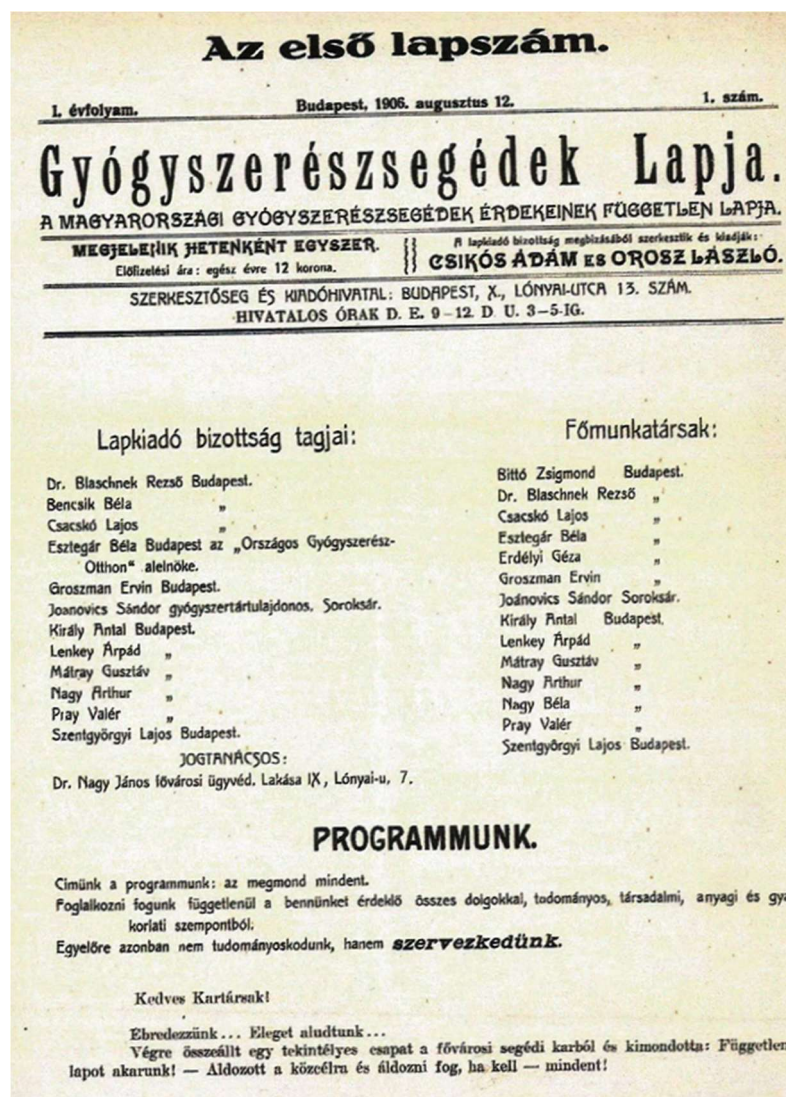 Az első lapszám.
I. évfolyam.
Budapest, 1906. augusztus 12.
1. szám.
Gyógyszerészsegédek Lapja.
A MAGYARORSZÁGI GYÓGYSZERÉSZSEGÉDEK ÉRDEKEINEK FÜGGETLEN LAPJA.
MEGJELENIK HETENKÉNT EGYSZER.
Előfizetési ára: egész évre 12 korona.
A lapkiadó bizottság megbizásából szerkesztik és kiadják:
CSIKÓS ÁDÁM ES OROSZ LÁSZLÓ.
SZERKESZTŐSEG ÉS KIADÓHIVATAL: BUDAPEST, X., LÓNYAI-UTCA 13. SZÁM.
HIVATALOS ÓRAK D. E. 9–12 D U. 3–5-IG.
Lapkiadó bizottság tagjai:
Dr. Blaschnek Rezső Budapest.
Bencsik Béla „
Csacskó Lajos „
Esztegár Béla Budapest az „Országos Gyógyszerész-
Otthon“ alelnöke.
Groszman Ervin Budapest.
Joanovics Sándor gyógyszertártulajdonos, Soroksár.
Király Antal Budapest.
Lenkey Árpád „
Mátray Gusztáv „
Nagy Arthur „
Pray Valér „
Szentgyörgyi Lajos Budapest.
JOGTANÁCSOS:
Dr. Nagy János fővárosi ügyvéd. Lakása IX, Lónyai-u, 7.
Főmunkatársak:
Bittó Zsigmond Budapest.
Dr. Blaschnek Rezső „
Csacskó Lajos „
Esztegár Béla „
Erdélyi Géza „
Groszman Ervin „
Joánovics Sándor Soroksár.
Király Antal Budapest.
Lenkey Árpád „
Mátray Gusztáv „
Nagy Arthur „
Nagy Béla „
Pray Valér „
Szentgyörgyi Lajos Budapest.
PROGRAMMUNK.
Cimünk a programmunk: az megmond mindent.
Foglalkozni fogunk függetlenül a bennünket érdeklő összes dolgokkal, tudományos, társadalmi, anyagi és gya
korlati szempontból.
Egyelőre azonban nem tudományoskodunk, hanem szervezkedünk.
Kedves Kartársak!
Ébredezzünk... Eleget aludtunk...
Végre összeállt egy tekintélyes csapat a fővárosi segédi karból és kimondotta: Független
lapot akarunk! — Áldozott a közcélra és áldozni fog, ha kell — mindent!